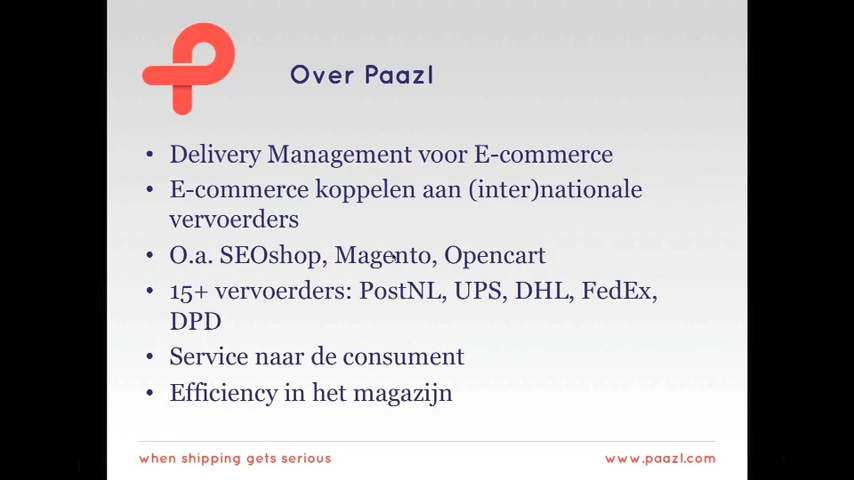 Over Paazl
• Delivery Management voor E-commerce
• E-commerce koppelen aan (inter)nationale
vervoerders
• O.a. SEOshop, Magento, Opencart
• 15+ vervoerders: PostNL, UPS, DHL, FedEx,
DPD
• Service naar de consument
• Efficiency in het magazijn
when shipping gets serious
www.paazl.com